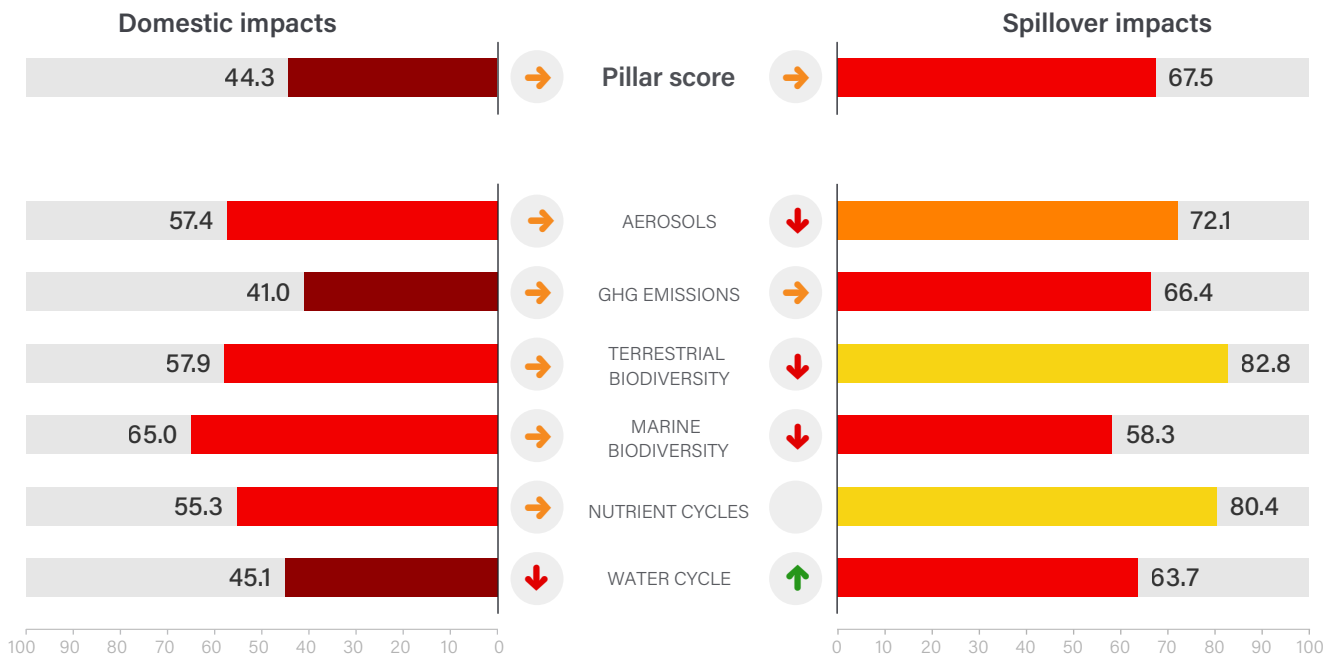 Domestic impacts
Spillover impacts
44.3
Pillar score
67.5
57.4
AEROSOLS
72.1
41.0
GHG EMISSIONS
66.4
57.9
TERRESTRIAL
BIODIVERSITY
82.8
65.0
MARINE
BIODIVERSITY
58.3
55.3
NUTRIENT CYCLES
80.4
45.1
WATER CYCLE
63.7
100 90 80 70 60 50 40 30 20 10 0
0 10 20 30 40 50 60 70 80 90 100